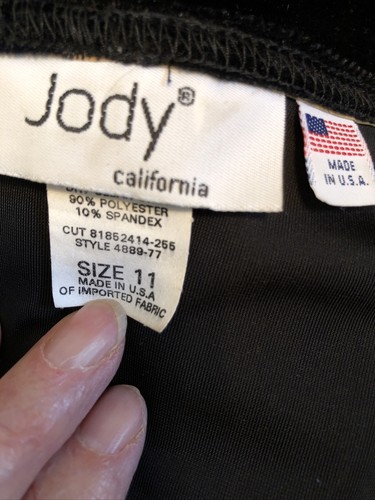 Jody®
California
90% POLYESTER
10% SPANDEX
CUT 81852414-255
STYLE 4889-77
SIZE 11
MADE IN U.S.A
OF IMPORTED FABRIC
MADE
IN U.S.A.